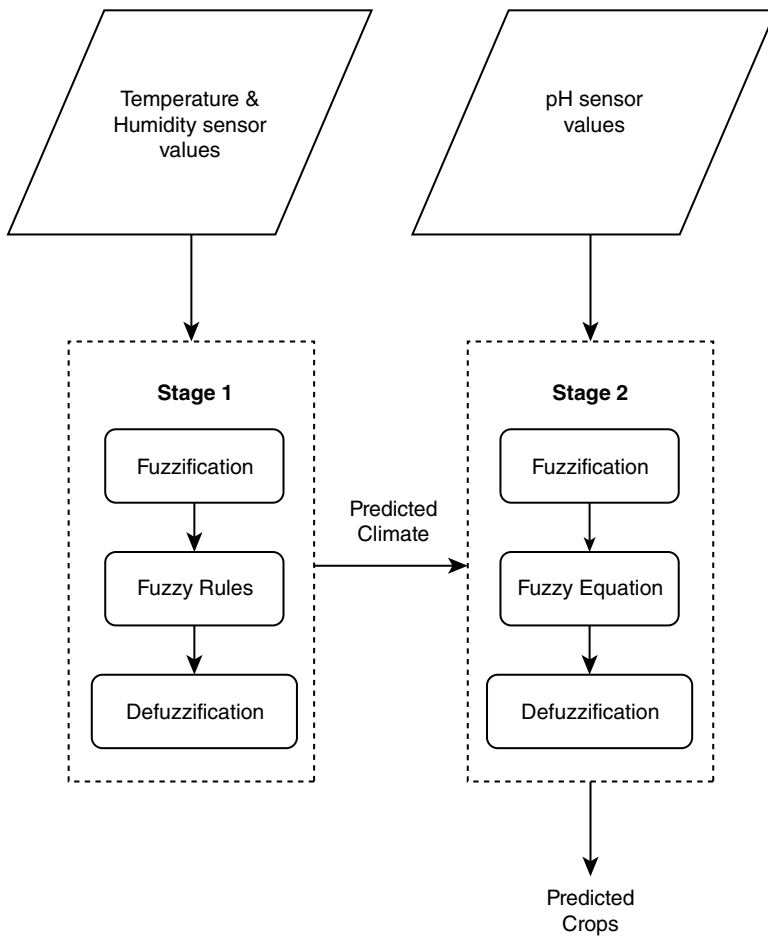 Temperature &
Humidity sensor
values
pH sensor
values
Stage 1
Fuzzification
Fuzzy Rules
Defuzzification
Predicted
Climate
Stage 2
Fuzzification
Fuzzy Equation
Defuzzification
Predicted
Crops